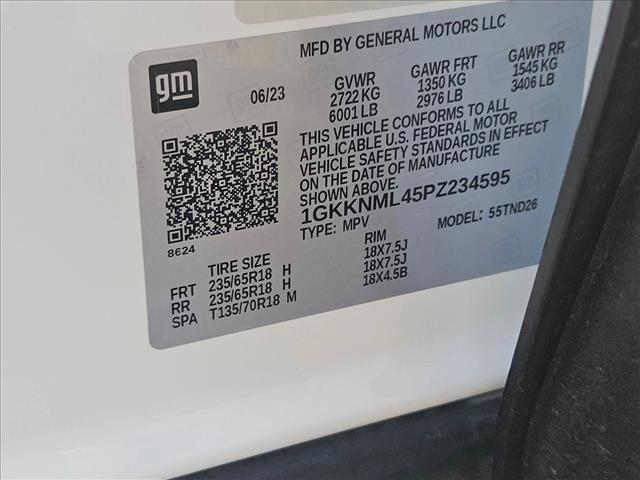 MFD BY GENERAL MOTORS LLC
gm
06/23
GVWR
2722 KG
6001 LB
GAWR FRT
1350 KG
2976 LB
GAWR RR
1545 KG
3406 LB
THIS VEHICLE CONFORMS TO ALL
APPLICABLE U.S. FEDERAL MOTOR
VEHICLE SAFETY STANDARDS IN EFFECT
ON THE DATE OF MANUFACTURE
SHOWN ABOVE.
1GKKNML45PZ234595
TYPE: MPV
MODEL: 55TND26
8624
TIRE SIZE RIM
FRT 235/65R18 H 18X7.5J
RR 235/65R18 H 18X7.5J
SPA T135/70R18 M 18X4.5B